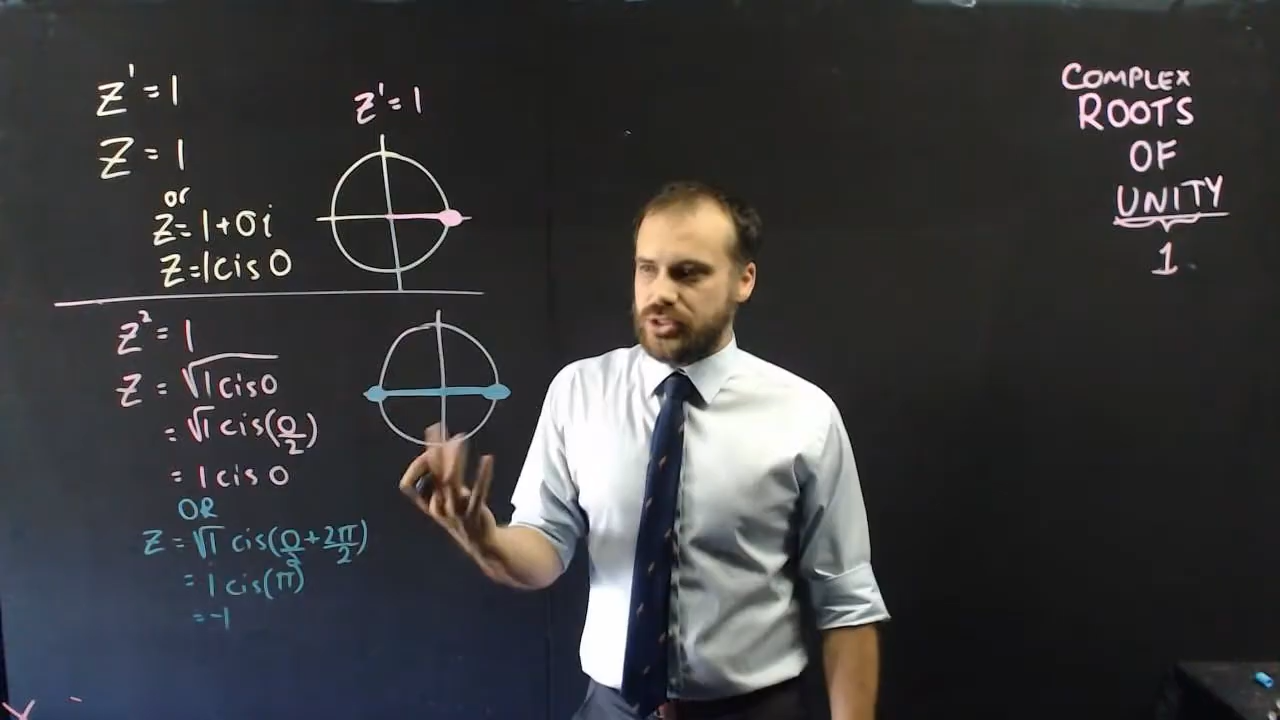 z¹ = 1
z = 1
or
z = 1 + 0i
z = 1 cis 0
z¹ = 1
z² = 1
z = √1 cis 0
= √1 cis(0/2)
= 1 cis 0
OR
z = √1 cis(0/2 + 2π/2)
= 1 cis(π)
= -1
COMPLEX
ROOTS
OF
UNITY
1